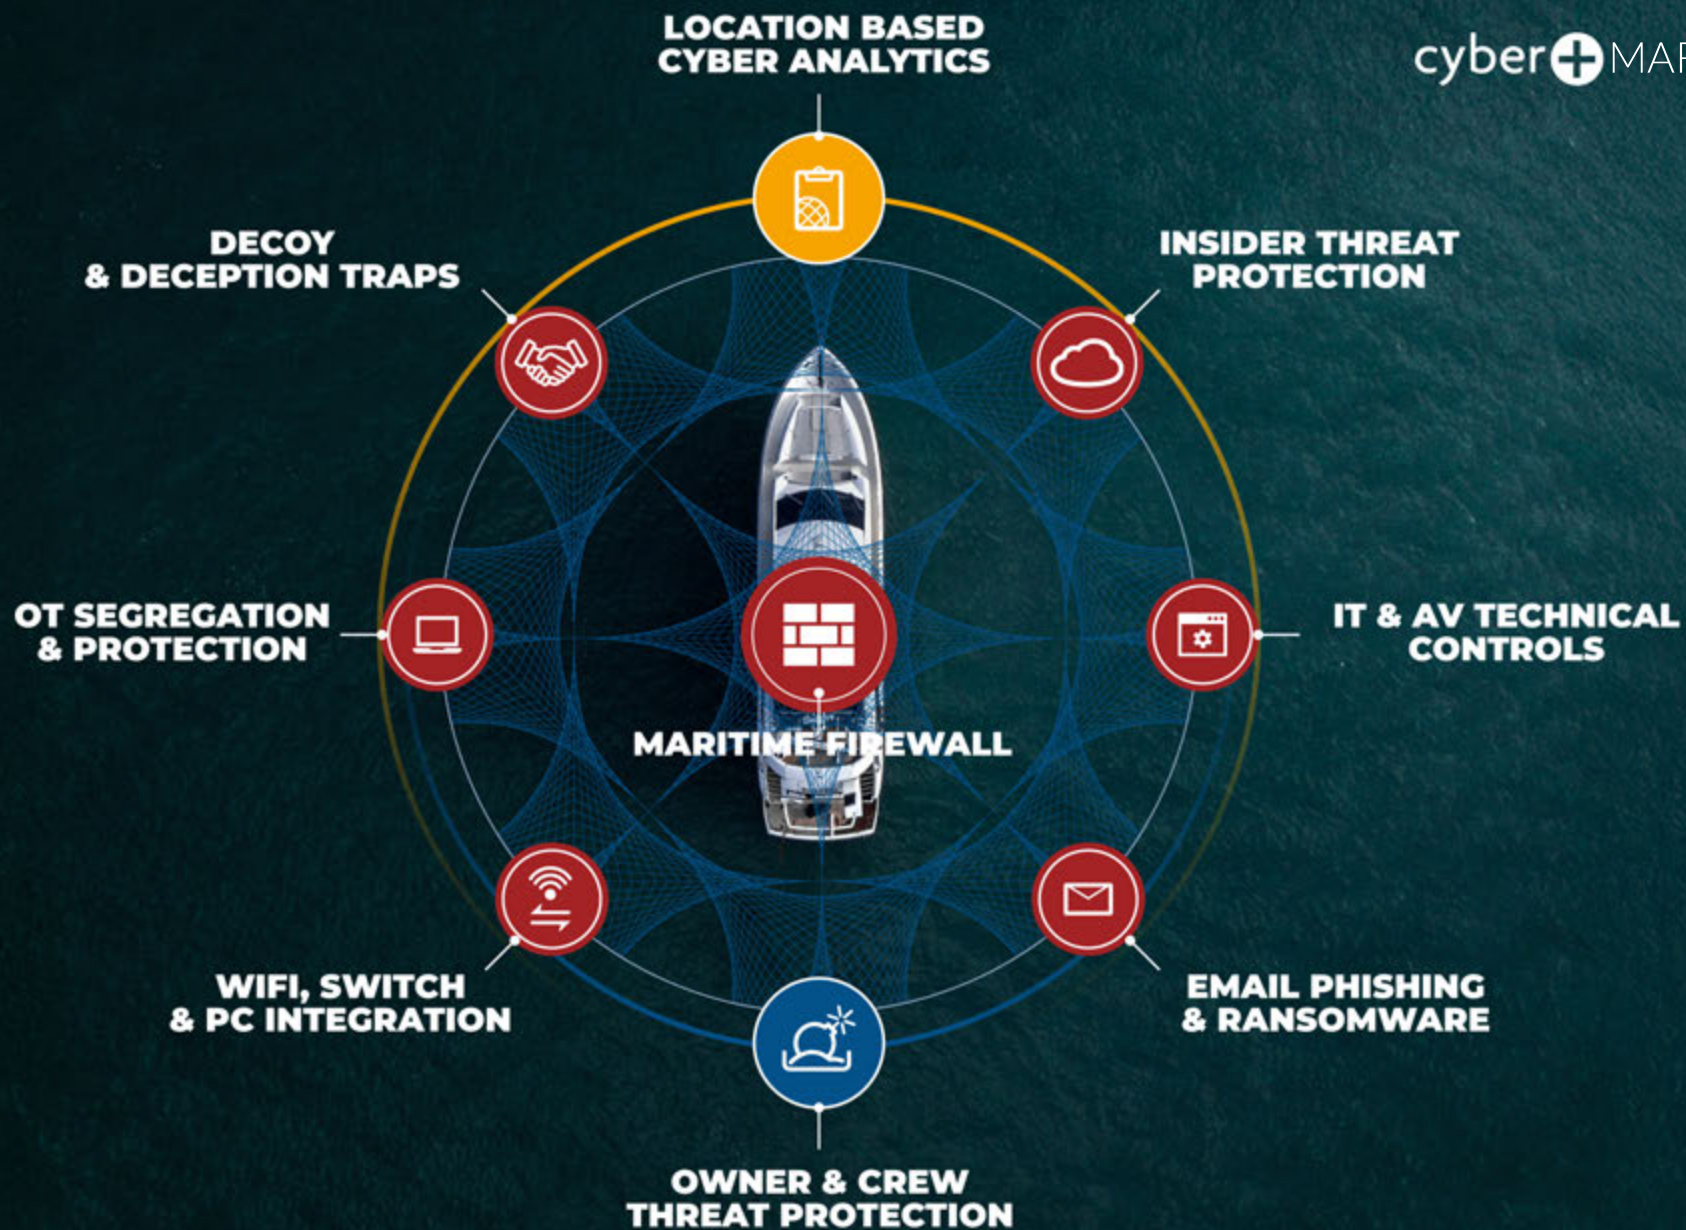 LOCATION BASED
CYBER ANALYTICS
cyber
DECOY
& DECEPTION TRAPS
INSIDER THREAT
PROTECTION
OT SEGREGATION
& PROTECTION
IT & AV TECHNICAL
CONTROLS
MARITIME FIREWALL
WIFI, SWITCH
& PC INTEGRATION
EMAIL PHISHING
& RANSOMWARE
OWNER & CREW
THREAT PROTECTION